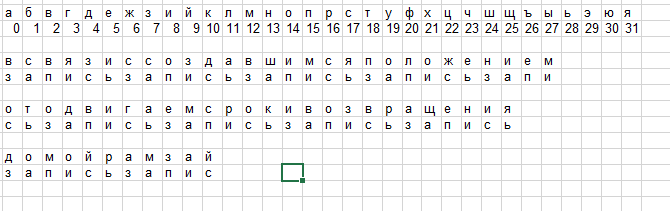 а б в г д е ж з и й к л м н о п р с т у ф х ц ч ш щ ъ ы ь э ю я
0 1 2 3 4 5 6 7 8 9 10 11 12 13 14 15 16 17 18 19 20 21 22 23 24 25 26 27 28 29 30 31
в с в я з и с с о з д а в ш и м с я п о л о ж е н и е м
з а п и с ь з а п и с ь з а п и с ь з а п и с ь з а п и
о т о д в и г а е м с р о к и в о з в р а щ е н и я
с ь з а п и с ь з а п и с ь з а п и с ь з а п и с ь
д о м о й р а м з а й
з а п и с ь з а п и с